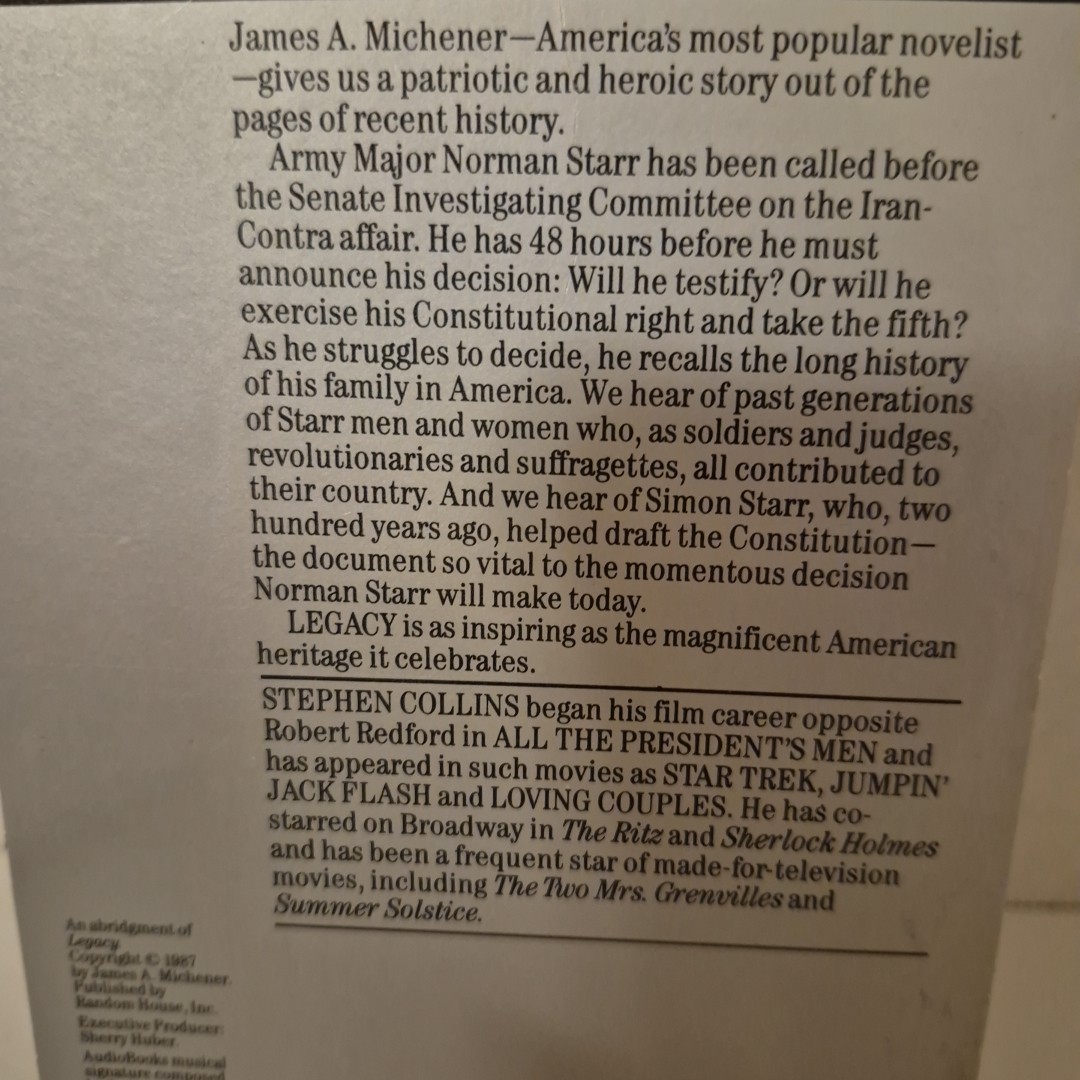 James A. Michener—America's most popular novelist
—gives us a patriotic and heroic story out of the
pages of recent history.
Army Major Norman Starr has been called before
the Senate Investigating Committee on the Iran-
Contra affair. He has 48 hours before he must
announce his decision: Will he testify? Or will he
exercise his Constitutional right and take the fifth?
As he struggles to decide, he recalls the long history
of his family in America. We hear of past generations
of Starr men and women who, as soldiers and judges,
revolutionaries and suffragettes, all contributed to
their country. And we hear of Simon Starr, who, two
hundred years ago, helped draft the Constitution—
the document so vital to the momentous decision
Norman Starr will make today.
LEGACY is as inspiring as the magnificent American
heritage it celebrates.
STEPHEN COLLINS began his film career opposite
Robert Redford in ALL THE PRESIDENT'S MEN and
has appeared in such movies as STAR TREK, JUMPIN'
JACK FLASH and LOVING COUPLES. He has co-
starred on Broadway in The Ritz and Sherlock Holmes
and has been a frequent star of made-for-television
movies, including The Two Mrs. Grenvilles and
Summer Solstice.
An abridgment of
Legacy
Copyright © 1987
by James A. Michener.
Published by
Random House, Inc.
Executive Producer:
Sherry Huber
AudioBooks musical
signature composed